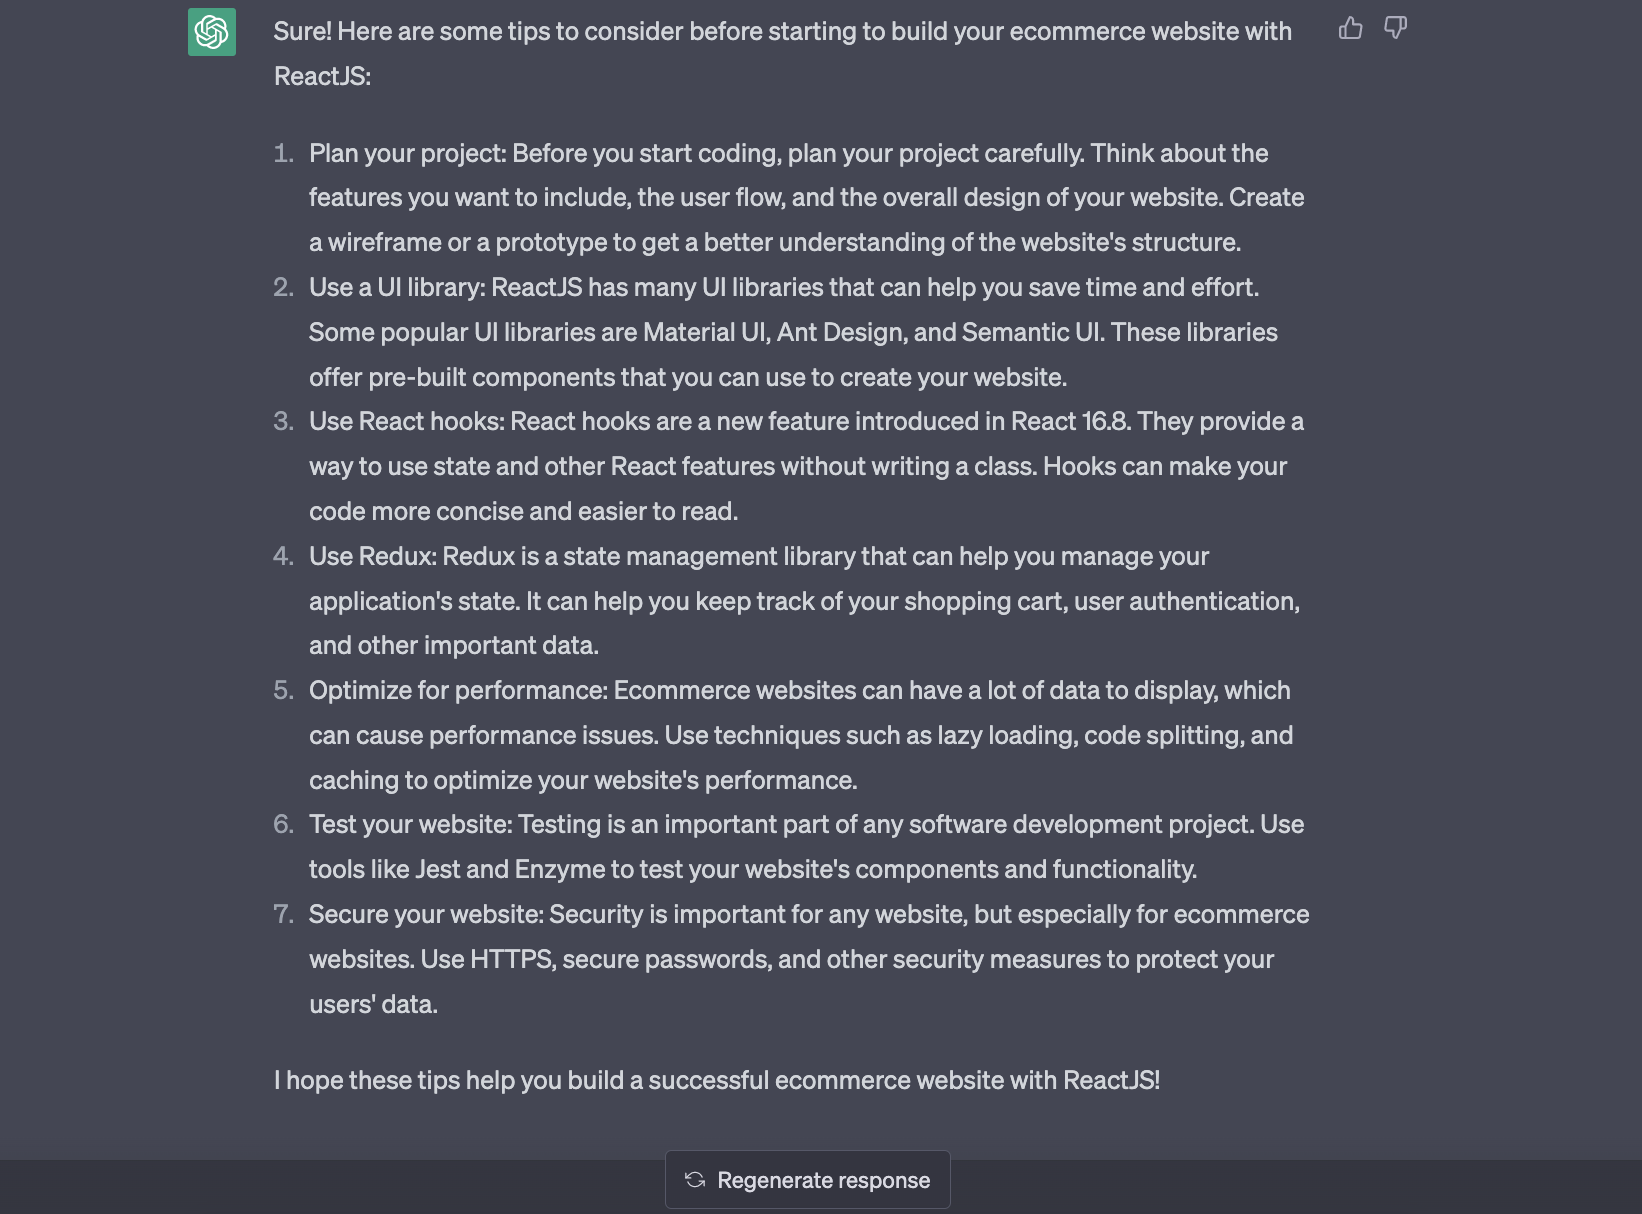 Sure! Here are some tips to consider before starting to build your ecommerce website with
ReactJS:
1. Plan your project: Before you start coding, plan your project carefully. Think about the
features you want to include, the user flow, and the overall design of your website. Create
a wireframe or a prototype to get a better understanding of the website's structure.
2. Use a UI library: ReactJS has many UI libraries that can help you save time and effort.
Some popular UI libraries are Material UI, Ant Design, and Semantic UI. These libraries
offer pre-built components that you can use to create your website.
3. Use React hooks: React hooks are a new feature introduced in React 16.8. They provide a
way to use state and other React features without writing a class. Hooks can make your
code more concise and easier to read.
4. Use Redux: Redux is a state management library that can help you manage your
application's state. It can help you keep track of your shopping cart, user authentication,
and other important data.
5. Optimize for performance: Ecommerce websites can have a lot of data to display, which
can cause performance issues. Use techniques such as lazy loading, code splitting, and
caching to optimize your website's performance.
6. Test your website: Testing is an important part of any software development project. Use
tools like Jest and Enzyme to test your website's components and functionality.
7. Secure your website: Security is important for any website, but especially for ecommerce
websites. Use HTTPS, secure passwords, and other security measures to protect your
users' data.
I hope these tips help you build a successful ecommerce website with ReactJS!
Regenerate response